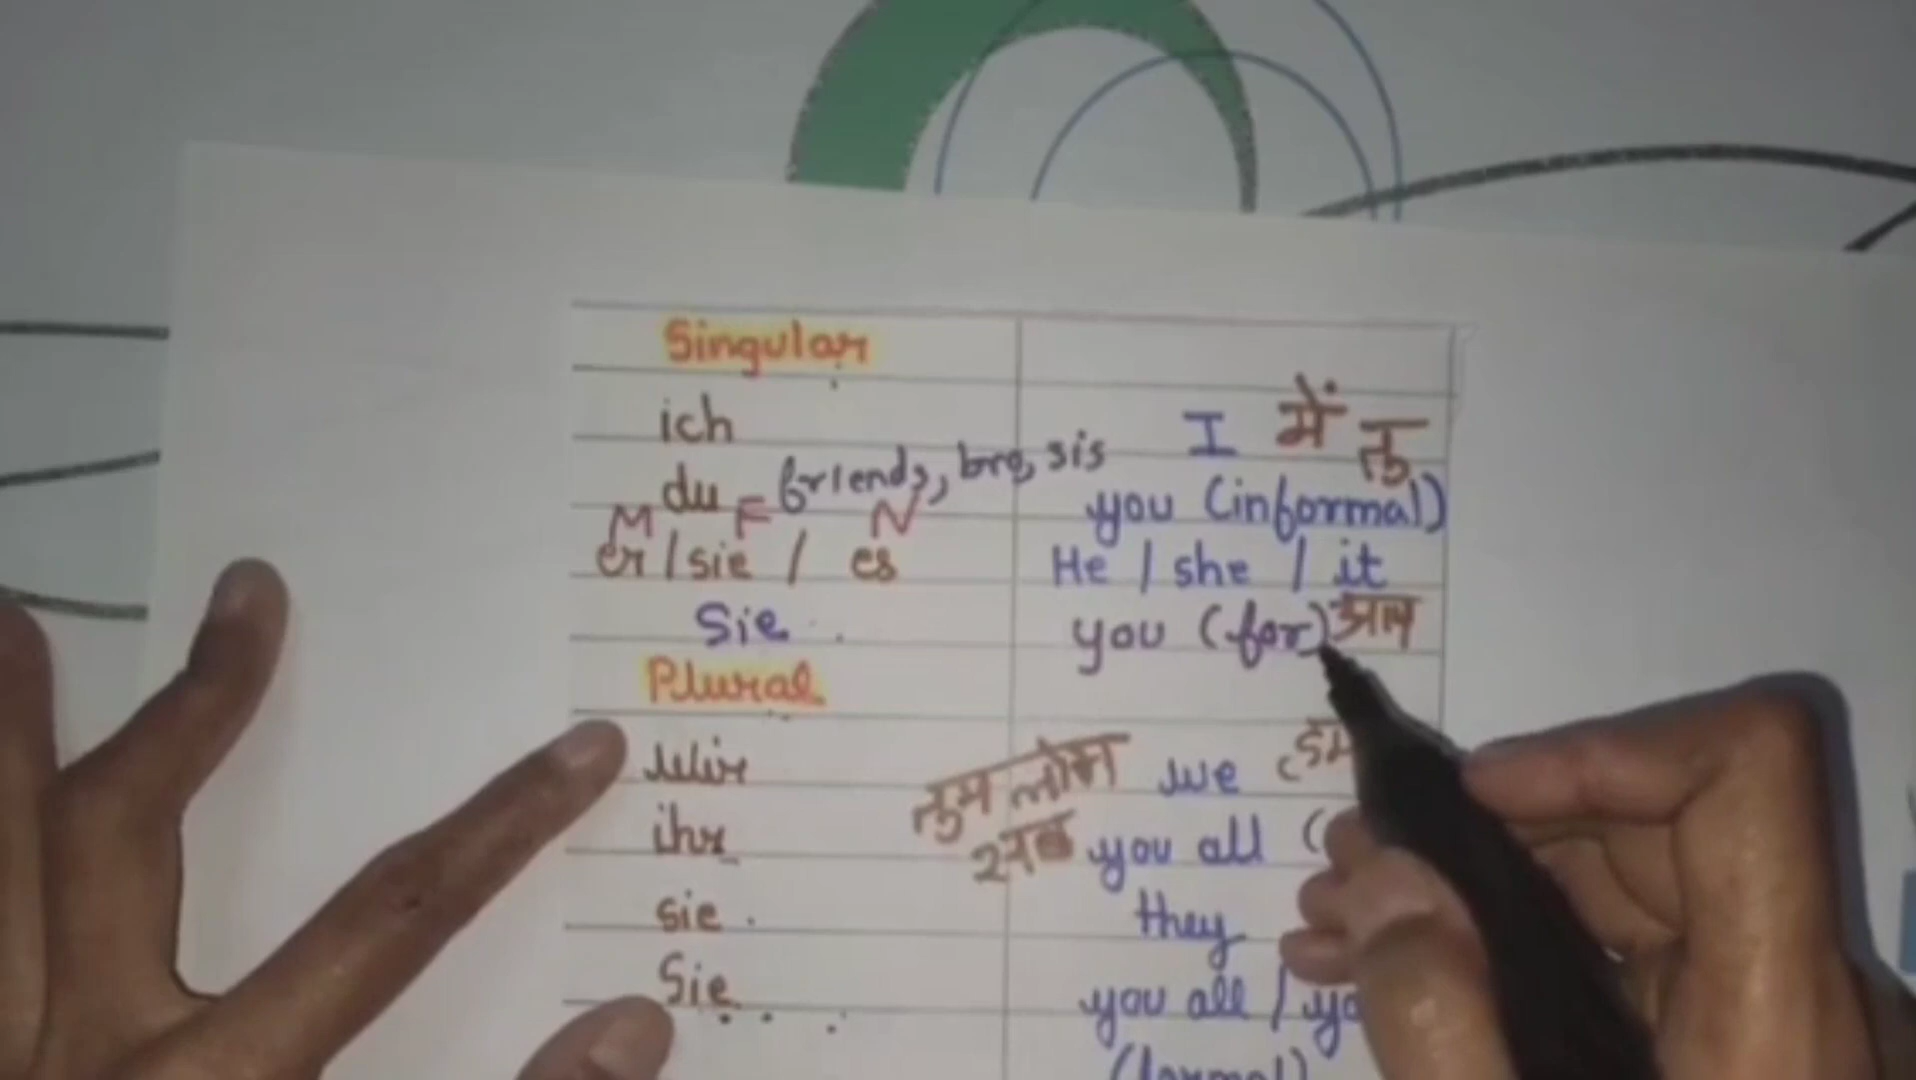 Singular
ich I में तु
du friends, bro, sis you (informal)
M F N
er / sie / es He / she / it
Sie you (for) आप
Plural
wir we
तुम लोग
ihr you all (
सब
sie they
Sie you all /
(formal)